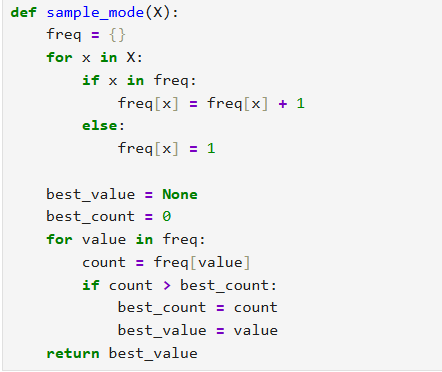 def sample_mode(X):
    freq = {}
    for x in X:
        if x in freq:
            freq[x] = freq[x] + 1
        else:
            freq[x] = 1

    best_value = None
    best_count = 0
    for value in freq:
        count = freq[value]
        if count > best_count:
            best_count = count
            best_value = value
    return best_value